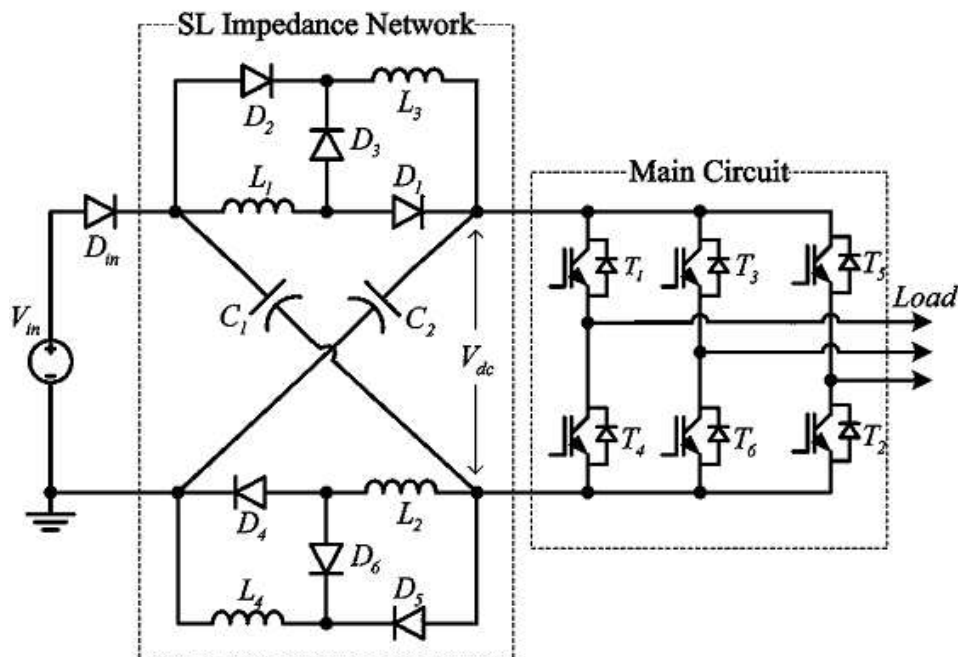 SL Impedance Network
D2
L3
D3
L1
D1
Main Circuit
Din
T1
T3
T5
Load
Vin
C1
C2
Vdc
T4
T6
T2
D4
L2
D6
L4
D5